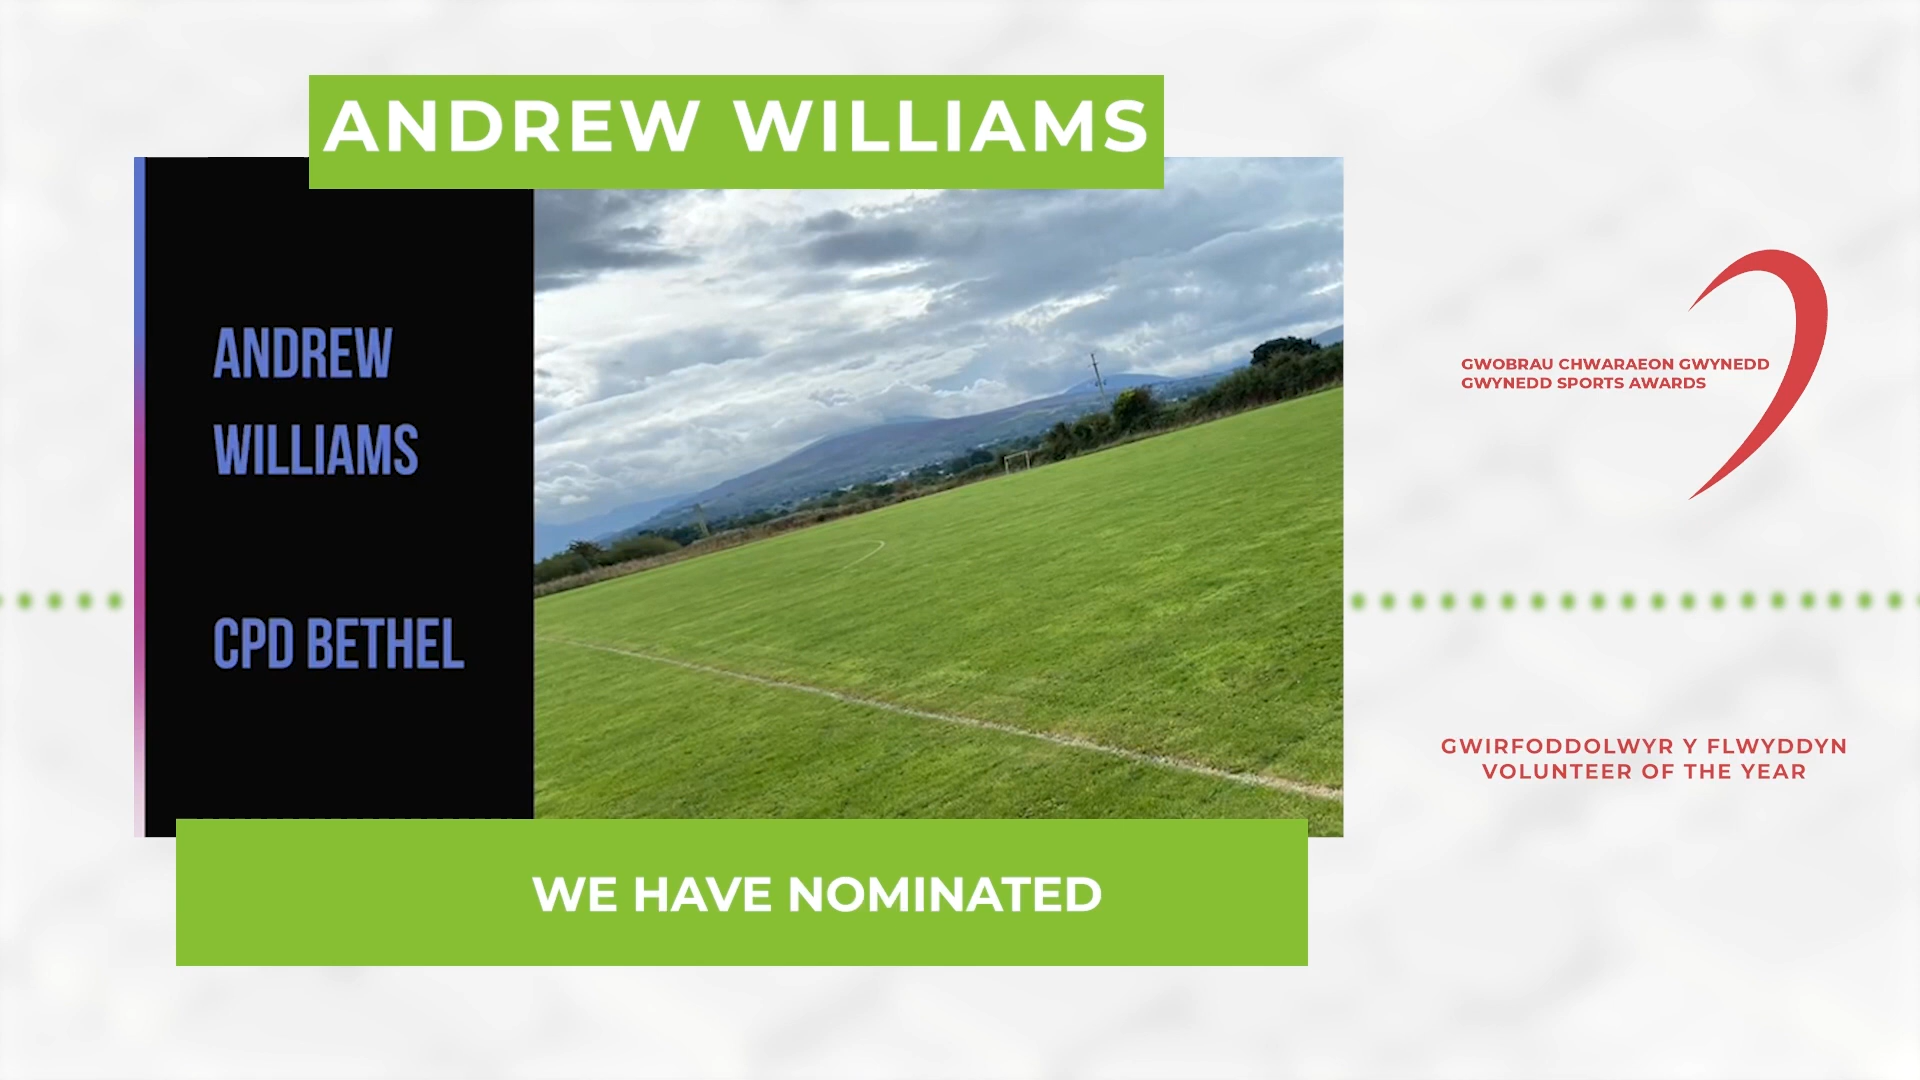 ANDREW WILLIAMS
ANDREW
WILLIAMS
CPD BETHEL
WE HAVE NOMINATED
GWOBRAU CHWARAEON GWYNEDD
GWYNEDD SPORTS AWARDS
GWIRFODDOLWYR Y FLWYDDYN
VOLUNTEER OF THE YEAR